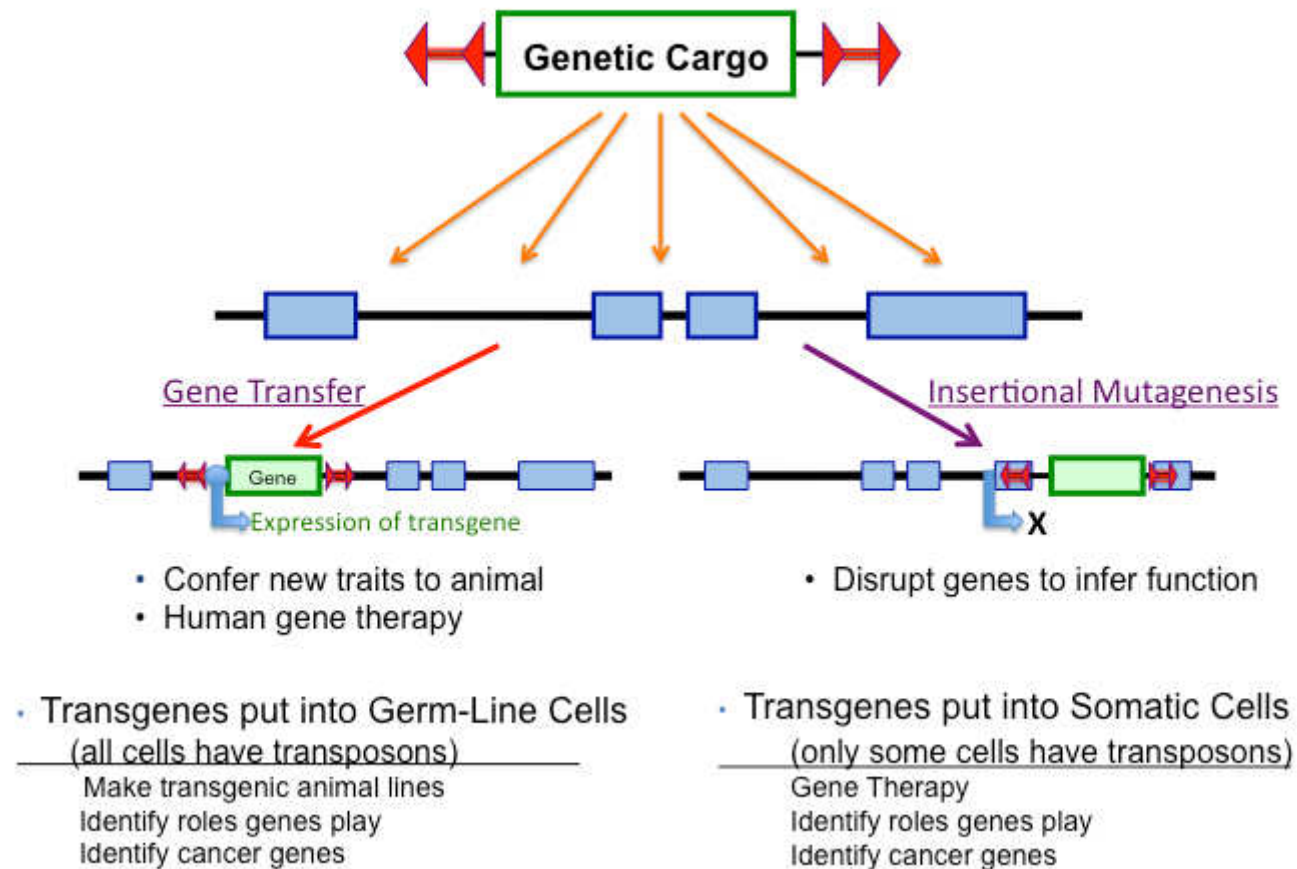 Genetic Cargo
Gene Transfer
Insertional Mutagenesis
Gene
Expression of transgene
X
• Confer new traits to animal
• Human gene therapy
• Disrupt genes to infer function
· Transgenes put into Germ-Line Cells
(all cells have transposons)
Make transgenic animal lines
Identify roles genes play
Identify cancer genes
· Transgenes put into Somatic Cells
(only some cells have transposons)
Gene Therapy
Identify roles genes play
Identify cancer genes